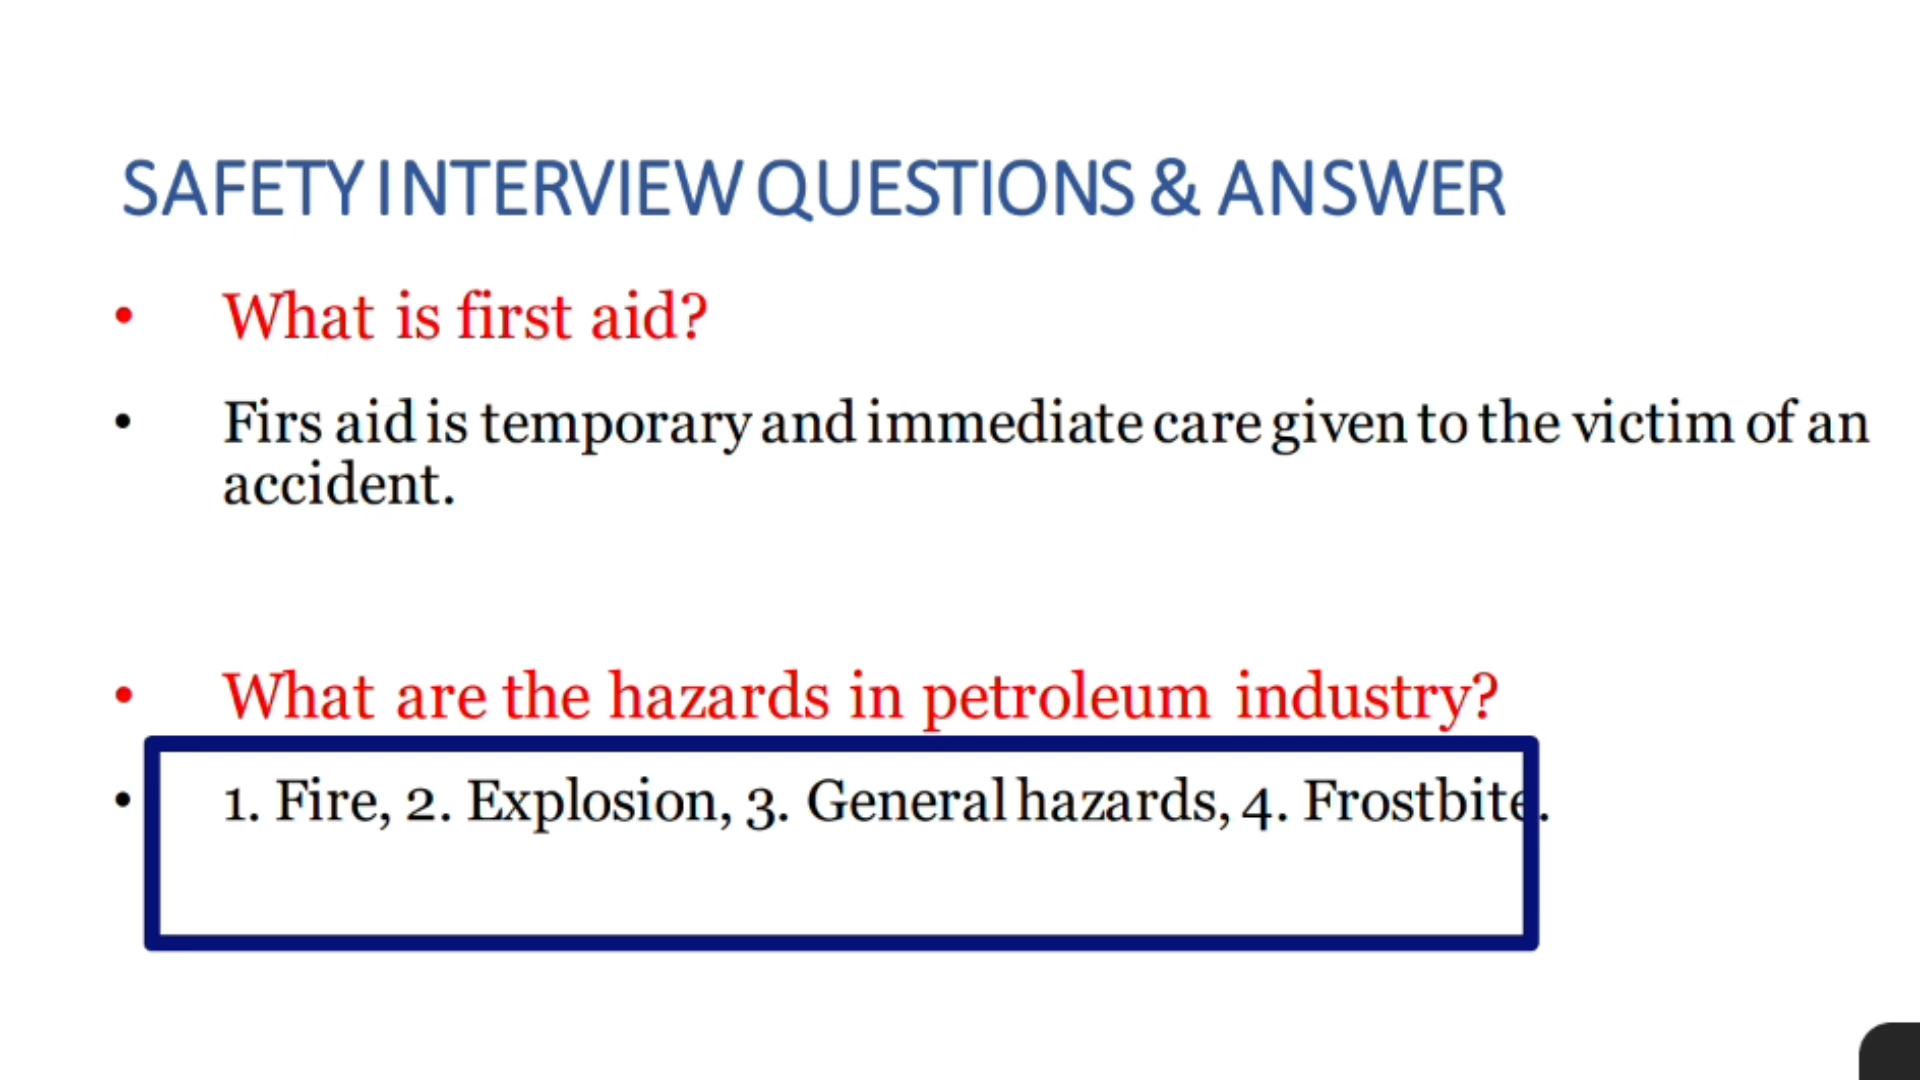 SAFETY INTERVIEW QUESTIONS & ANSWER
• What is first aid?
• Firs aid is temporary and immediate care given to the victim of an
accident.
• What are the hazards in petroleum industry?
• 1. Fire, 2. Explosion, 3. General hazards, 4. Frostbite.